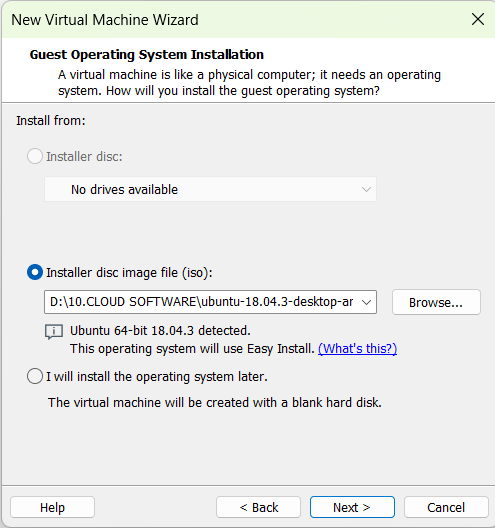 New Virtual Machine Wizard
Guest Operating System Installation
A virtual machine is like a physical computer; it needs an operating
system. How will you install the guest operating system?
Install from:
Installer disc:
No drives available
Installer disc image file (iso):
D:\10.CLOUD SOFTWARE\ubuntu-18.04.3-desktop-ar
Browse...
Ubuntu 64-bit 18.04.3 detected.
This operating system will use Easy Install. (What's this?)
I will install the operating system later.
The virtual machine will be created with a blank hard disk.
Help
< Back
Next >
Cancel